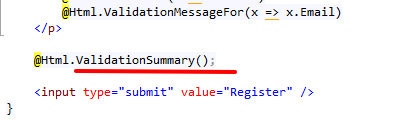 @Html.ValidationMessageFor(x => x.Email)
</p>
@Html.ValidationSummary();
<input type="submit" value="Register" />
}